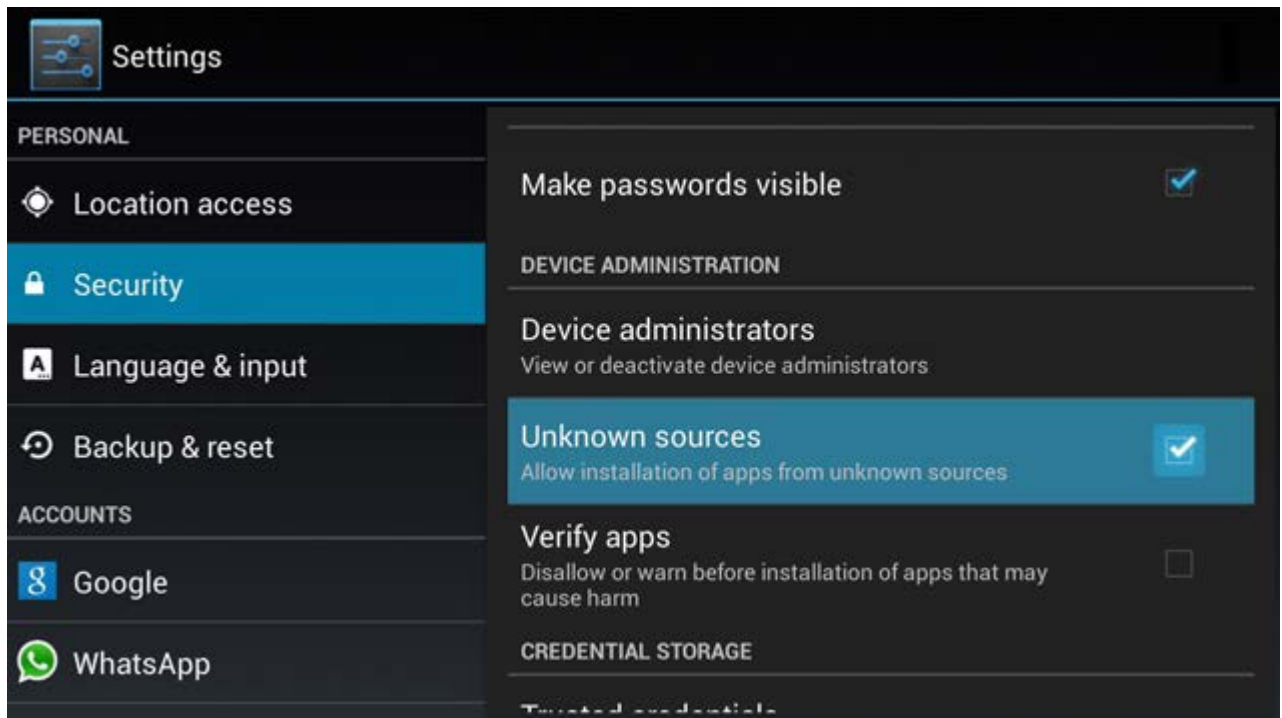 Settings
PERSONAL
Location access
Security
Language & input
Backup & reset
ACCOUNTS
Google
WhatsApp
Make passwords visible
DEVICE ADMINISTRATION
Device administrators
View or deactivate device administrators
Unknown sources
Allow installation of apps from unknown sources
Verify apps
Disallow or warn before installation of apps that may
cause harm
CREDENTIAL STORAGE
Trusted credentials